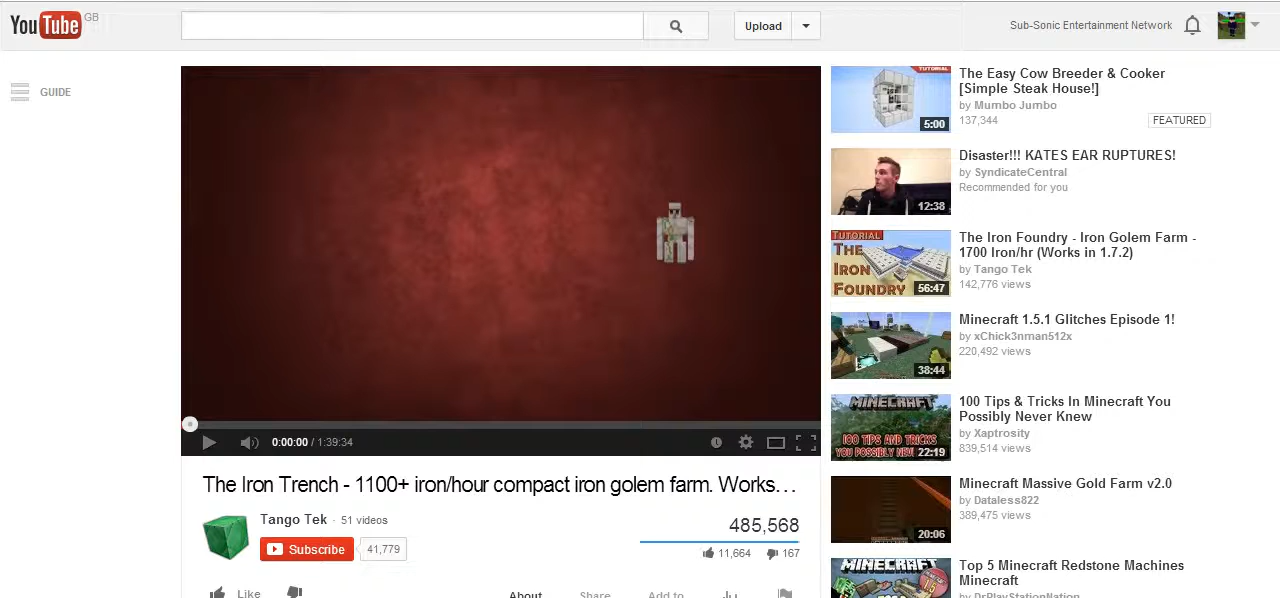 YouTube GB
Upload
Sub-Sonic Entertainment Network
GUIDE
0:00:00 / 1:39:34
The Iron Trench - 1100+ iron/hour compact iron golem farm. Works…
Tango Tek · 51 videos
Subscribe 41,779
485,568
11,664 167
Like
About Share Add to
TUTORIAL
5:00
The Easy Cow Breeder & Cooker
[Simple Steak House!]
by Mumbo Jumbo
137,344
FEATURED
12:38
Disaster!!! KATES EAR RUPTURES!
by SyndicateCentral
Recommended for you
TUTORIAL
THE
IRON
FOUNDRY
56:47
The Iron Foundry - Iron Golem Farm -
1700 Iron/hr (Works in 1.7.2)
by Tango Tek
142,776 views
38:44
Minecraft 1.5.1 Glitches Episode 1!
by xChick3nman512x
220,492 views
MINECRAFT
100 TIPS AND TRICKS
YOU POSSIBLY
22:19
100 Tips & Tricks In Minecraft You
Possibly Never Knew
by Xaptrosity
839,514 views
20:06
Minecraft Massive Gold Farm v2.0
by Dataless822
389,475 views
MINECRAFT
Top 5 Minecraft Redstone Machines
Minecraft
by DrPlayStationNation